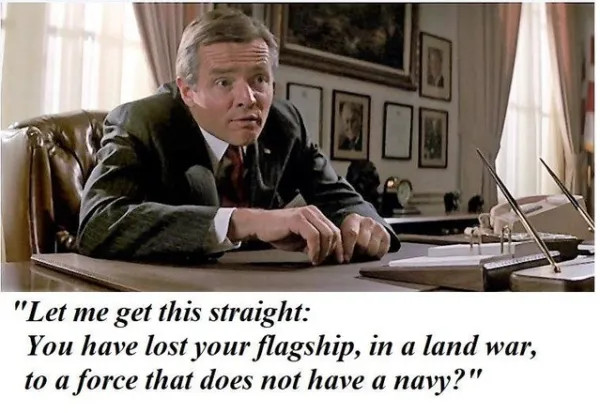 "Let me get this straight:
You have lost your flagship, in a land war,
to a force that does not have a navy?"